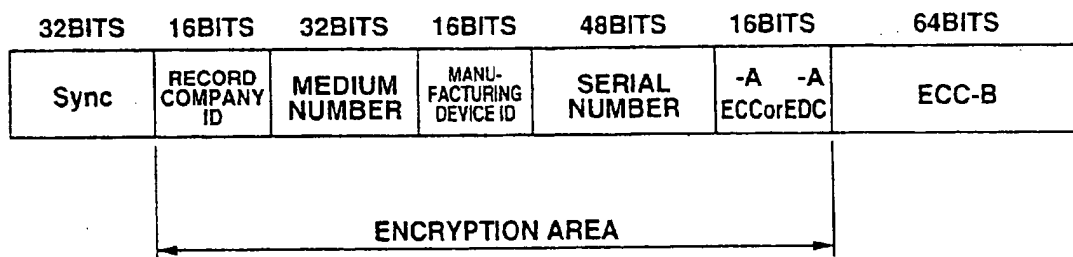 32BITS 16BITS 32BITS 16BITS 48BITS 16BITS 64BITS
Sync
RECORD
COMPANY
ID
MEDIUM
NUMBER
MANU-
FACTURING
DEVICE ID
SERIAL
NUMBER
-A -A
ECCorEDC
ECC-B
ENCRYPTION AREA